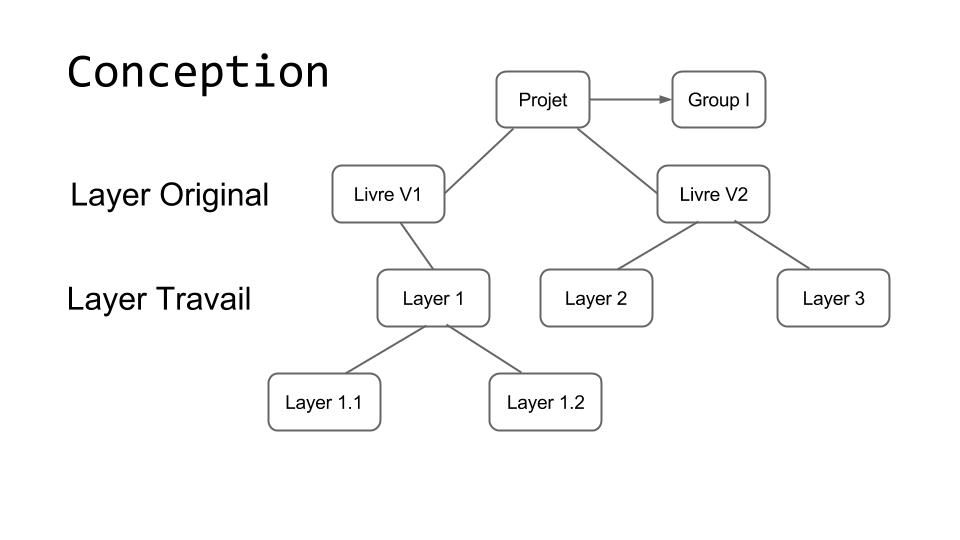 Conception
Projet
Group I
Layer Original
Livre V1
Livre V2
Layer Travail
Layer 1
Layer 2
Layer 3
Layer 1.1
Layer 1.2